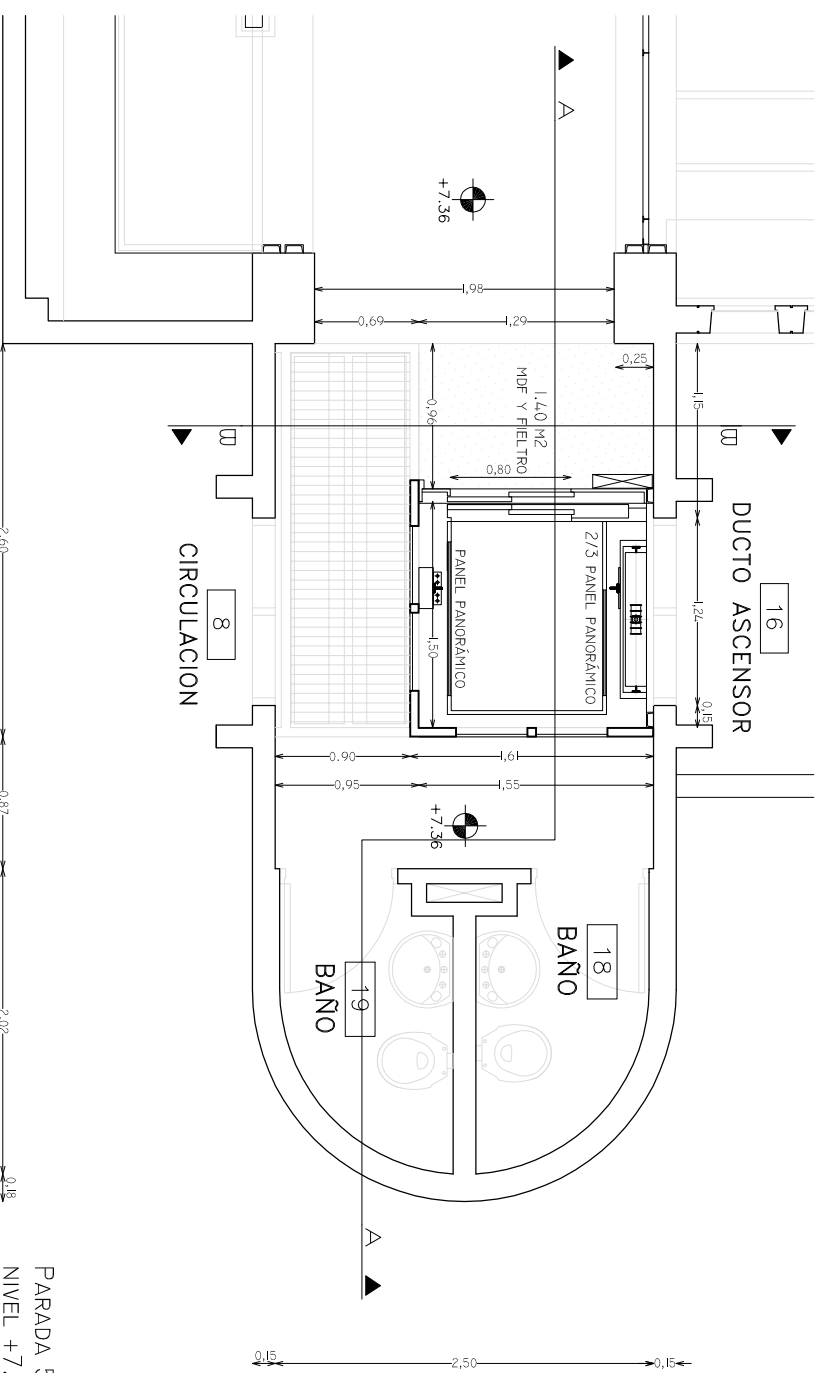 A
+7.36
1,98
0,69
1,29
0,25
1,15
0,96
1.40 M2
MDF Y FIELTRO
B
B
0,80
DUCTO ASCENSOR
16
2/3 PANEL PANORÁMICO
PANEL PANORÁMICO
1,50
1,24
0,15
CIRCULACION
8
2,60
0.90
1,61
0,95
1,55
+7.36
0,87
18
BAÑO
19
BAÑO
2,02
0,18
A
PARADA
NIVEL +7.
0,15
2,50
0,15